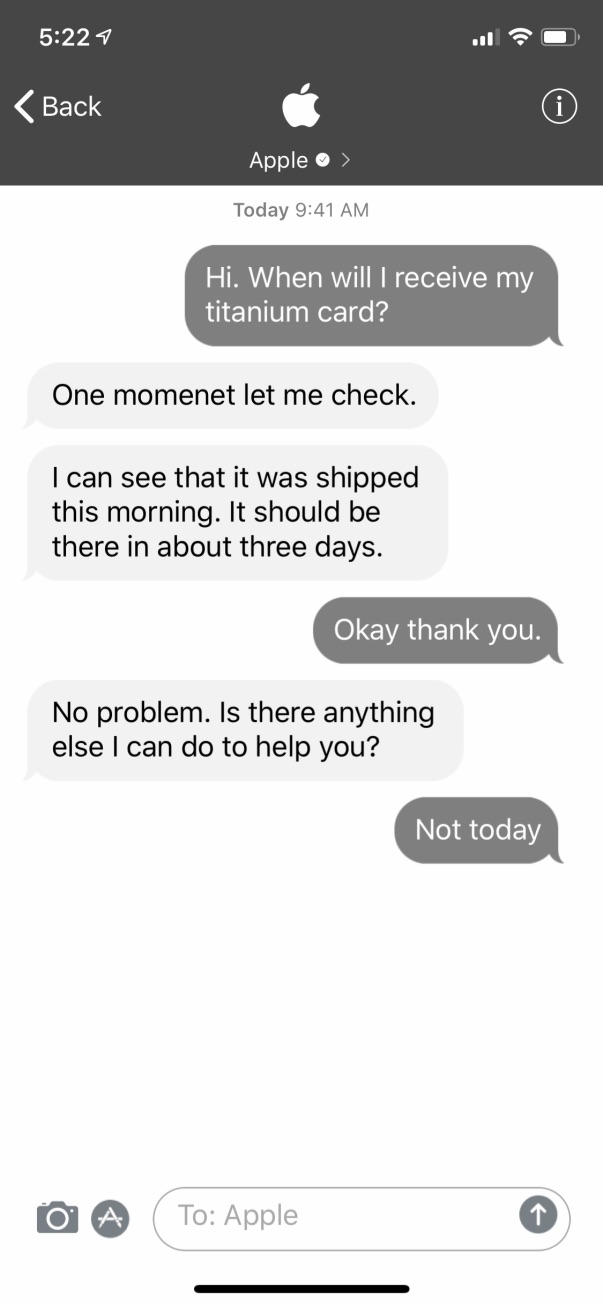 5:22
Back
Apple
Today 9:41 AM
Hi. When will I receive my
titanium card?
One momenet let me check.
I can see that it was shipped
this morning. It should be
there in about three days.
Okay thank you.
No problem. Is there anything
else I can do to help you?
Not today
To: Apple